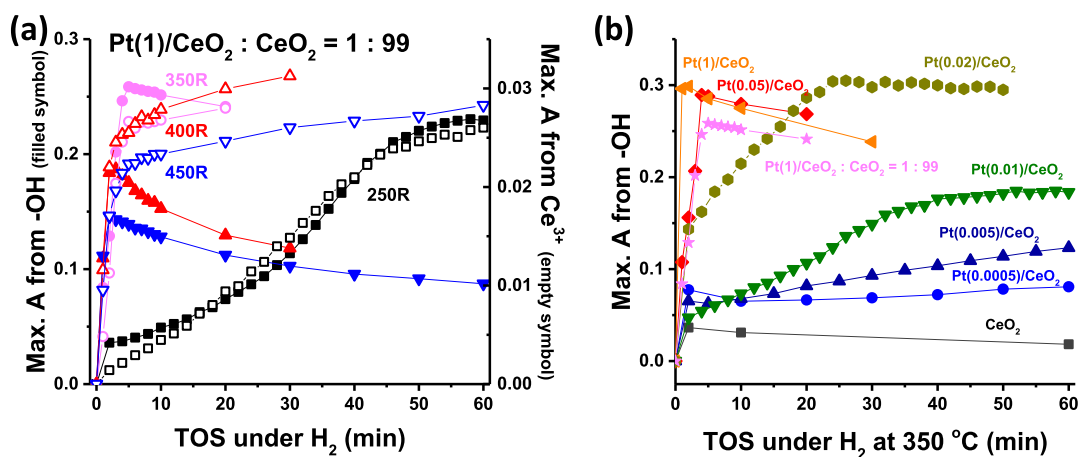 (a)
Pt(1)/CeO₂ : CeO₂ = 1 : 99
350R
400R
450R
250R
Max. A from -OH (filled symbol)
0.3
0.2
0.1
0.0
Max. A from Ce³⁺ (empty symbol)
0.03
0.02
0.01
0.00
0 10 20 30 40 50 60
TOS under H₂ (min)
(b)
Pt(0.02)/CeO₂
Pt(1)/CeO₂
Pt(0.05)/CeO₂
Pt(1)/CeO₂ : CeO₂ = 1 : 99
Pt(0.01)/CeO₂
Pt(0.005)/CeO₂
Pt(0.0005)/CeO₂
CeO₂
Max. A from -OH
0.3
0.2
0.1
0.0
0 10 20 30 40 50 60
TOS under H₂ at 350 °C (min)